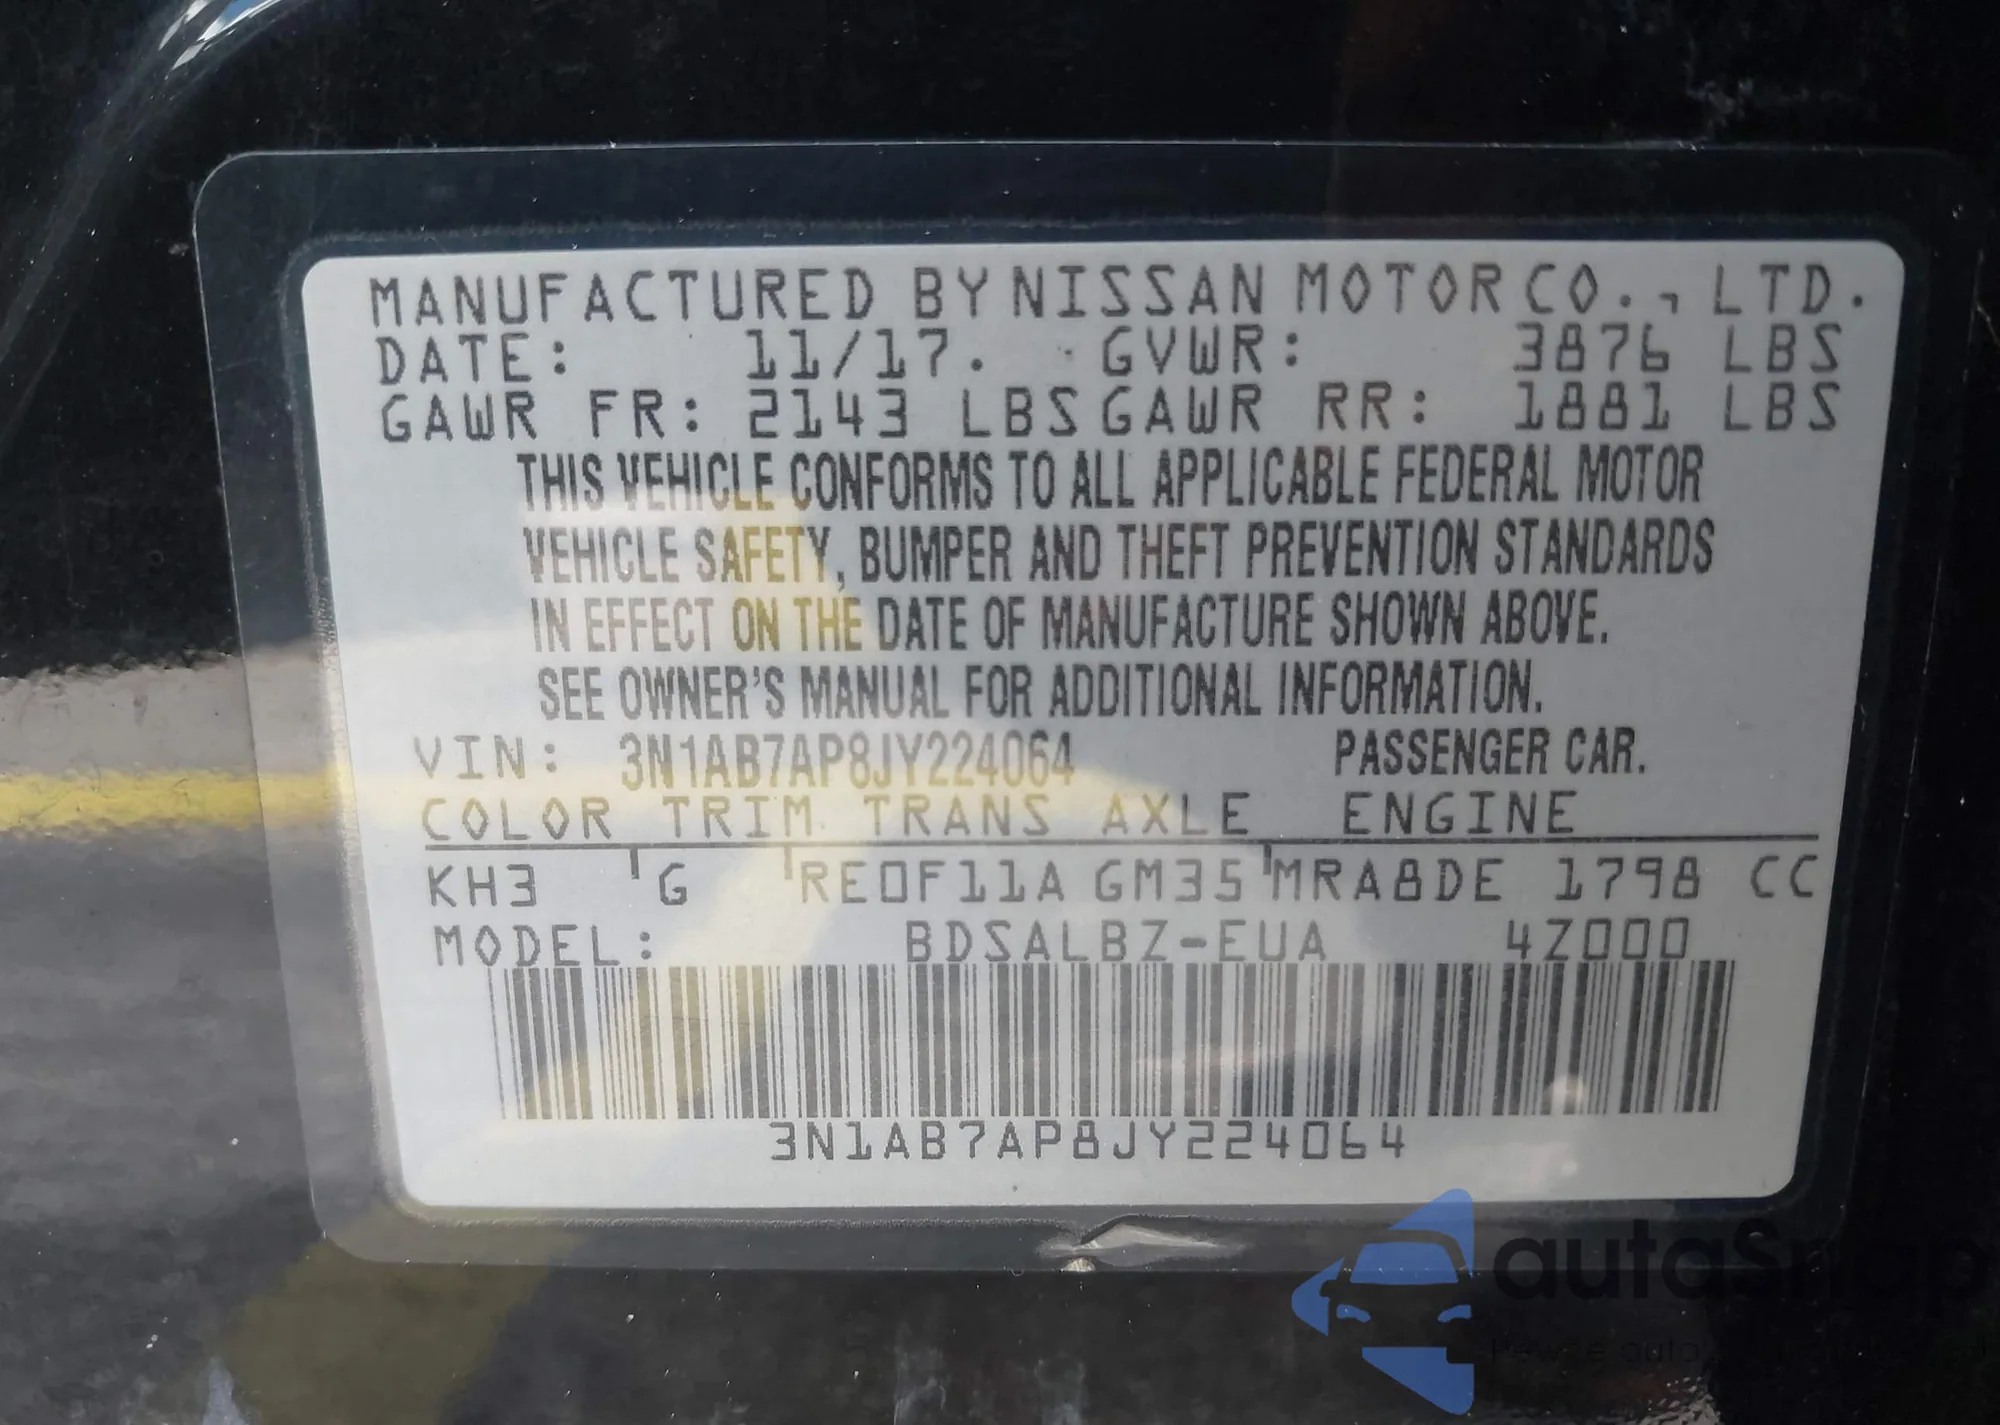 MANUFACTURED BY NISSAN MOTOR CO., LTD.
DATE: 11/17. GVWR: 3876 LBS
GAWR FR: 2143 LBS GAWR RR: 1881 LBS
THIS VEHICLE CONFORMS TO ALL APPLICABLE FEDERAL MOTOR
VEHICLE SAFETY, BUMPER AND THEFT PREVENTION STANDARDS
IN EFFECT ON THE DATE OF MANUFACTURE SHOWN ABOVE.
SEE OWNER'S MANUAL FOR ADDITIONAL INFORMATION.
VIN: 3N1AB7AP8JY224064 PASSENGER CAR.
COLOR TRIM TRANS AXLE ENGINE
KH3 G RE0F11A GM35 MRA8DE 1798 CC
MODEL: BDSALBZ-EUA 4Z000
3N1AB7AP8JY224064
autaSnap